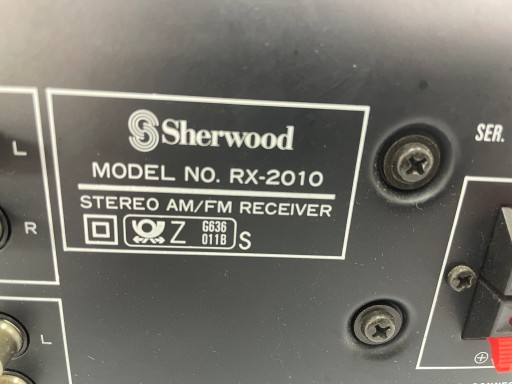 Sherwood
SER.
L
MODEL NO. RX-2010
STEREO AM/FM RECEIVER
R
Z G636
011B S
L